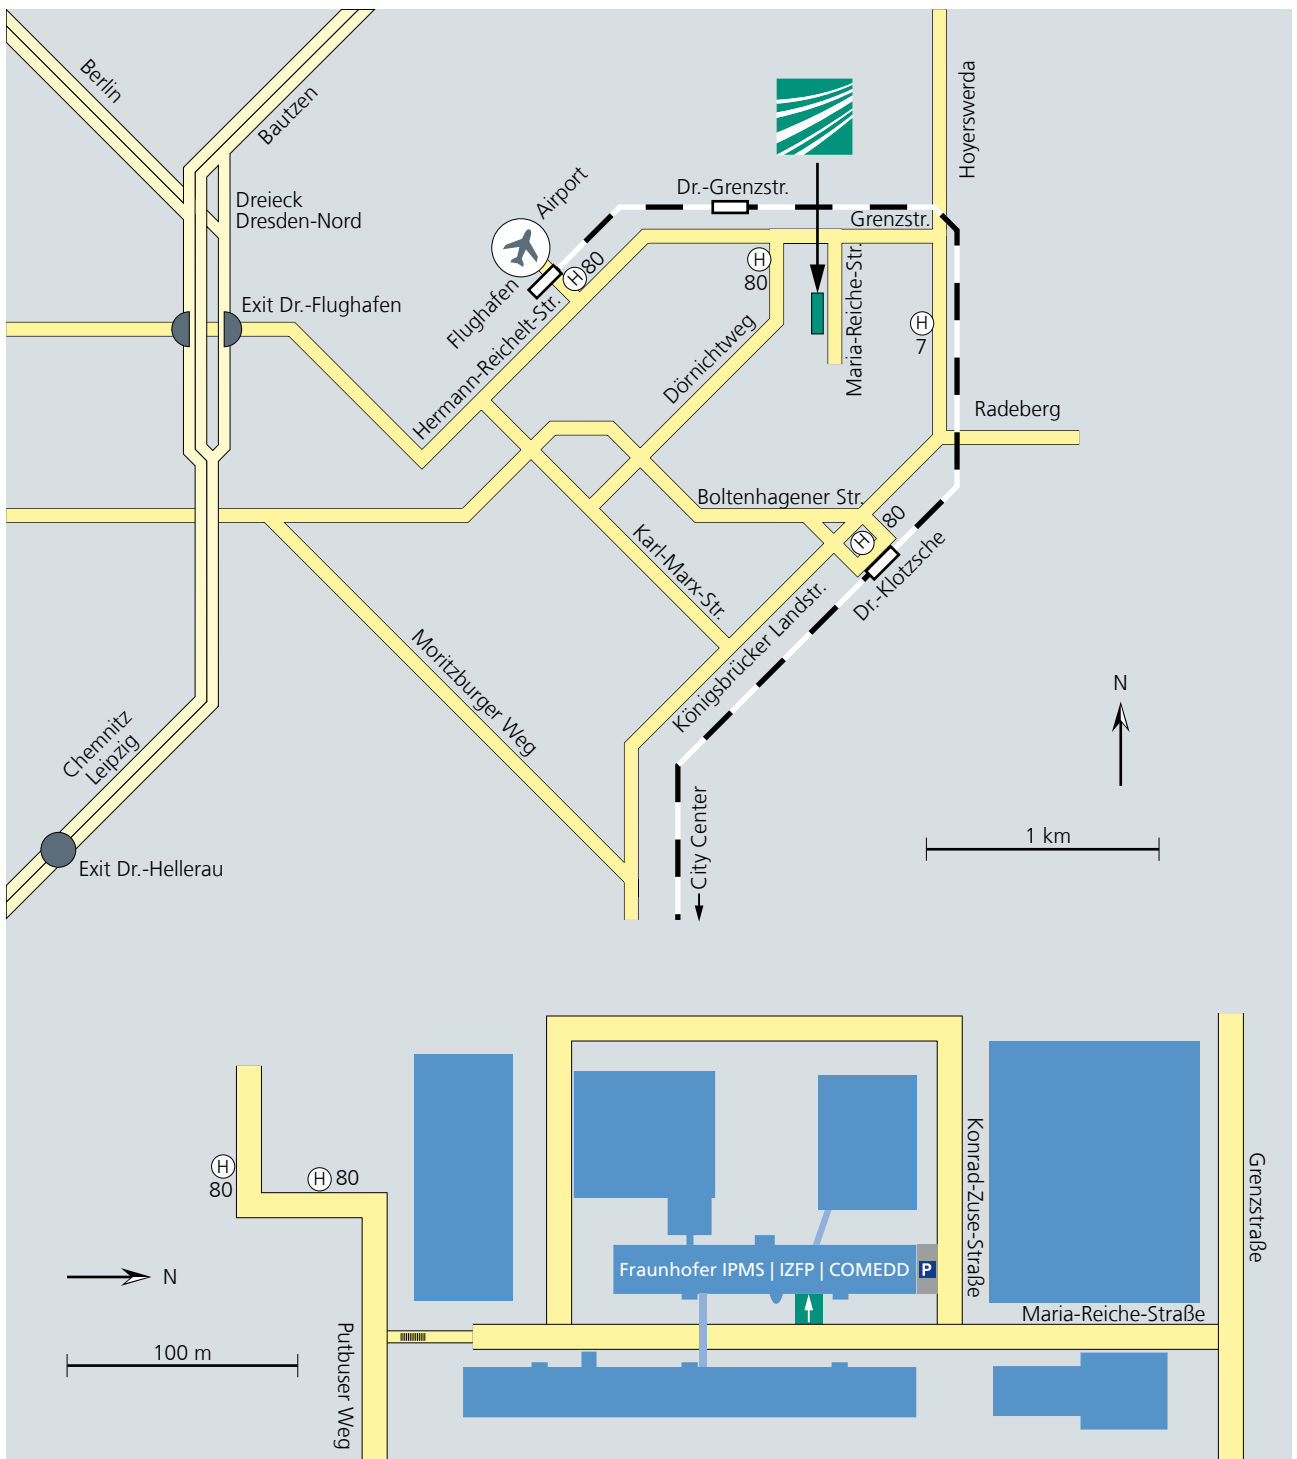 Berlin
Bautzen
Hoyerswerda
Dreieck
Dresden-Nord
Airport
Dr.-Grenzstr.
Grenzstr.
H 80
H
80
Flughafen
Exit Dr.-Flughafen
Hermann-Reichelt-Str.
Dörnichtweg
Maria-Reiche-Str.
H
7
Radeberg
Boltenhagener Str.
H 80
Karl-Marx-Str.
Dr.-Klotzsche
Königsbrücker Landstr.
Moritzburger Weg
Chemnitz
Leipzig
Exit Dr.-Hellerau
City Center
N
1 km
H
80
H 80
N
100 m
Putbuser Weg
Konrad-Zuse-Straße
Grenzstraße
Fraunhofer IPMS | IZFP | COMEDD
P
Maria-Reiche-Straße